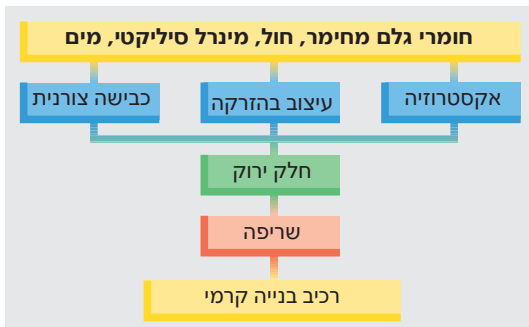 חומרי גלם מחימר, חול, מינרל סיליקטי, מים
אקסטרוזיה
עיצוב בהזרקה
כבישה צורנית
חלק ירוק
שריפה
רכיב בנייה קרמי